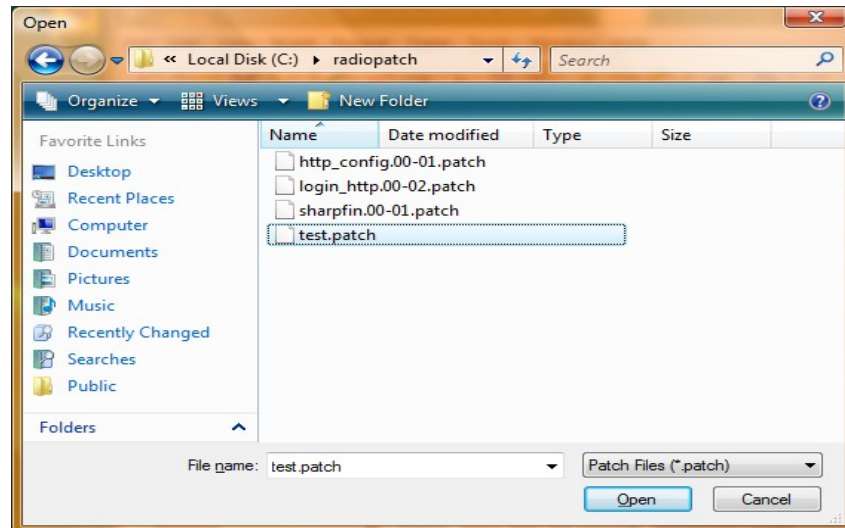 Open
« Local Disk (C:) radiopatch Search
Organize Views New Folder
Favorite Links
Desktop
Recent Places
Computer
Documents
Pictures
Music
Recently Changed
Searches
Public
Folders
Name Date modified Type Size
http_config.00-01.patch
login_http.00-02.patch
sharpfin.00-01.patch
test.patch
File name: test.patch Patch Files (*.patch)
Open Cancel